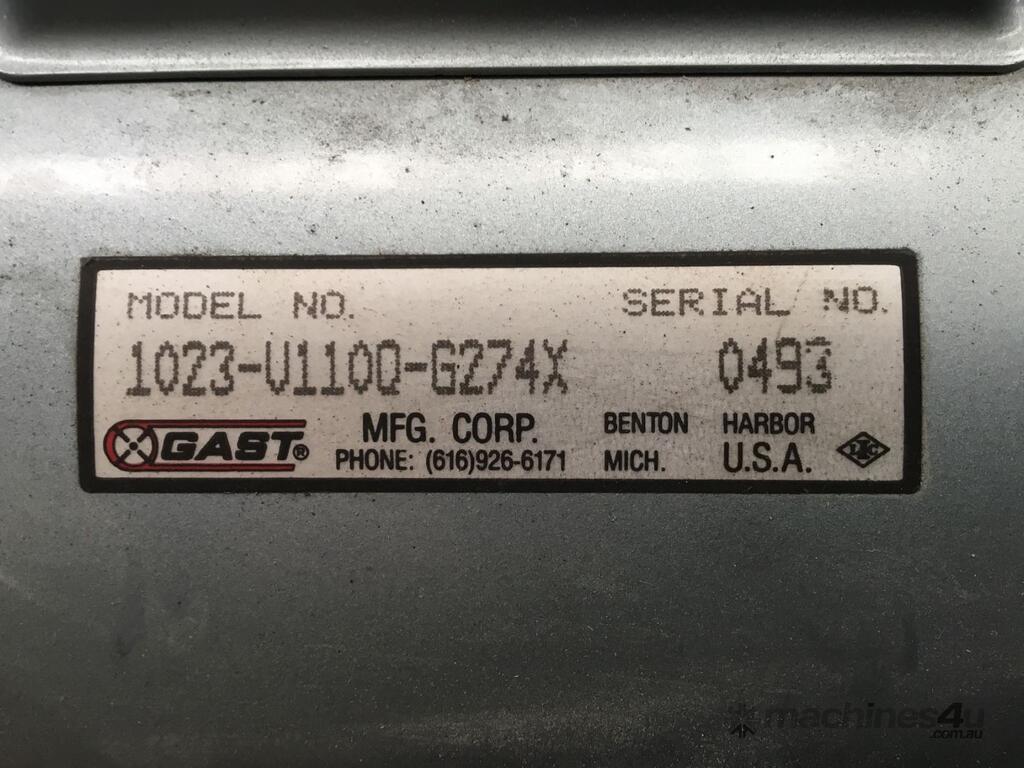 MODEL NO. SERIAL NO.
1023-V110Q-G274X 0493
GAST® MFG. CORP. BENTON HARBOR
PHONE: (616)926-6171 MICH. U.S.A.
machines4u
.com.au